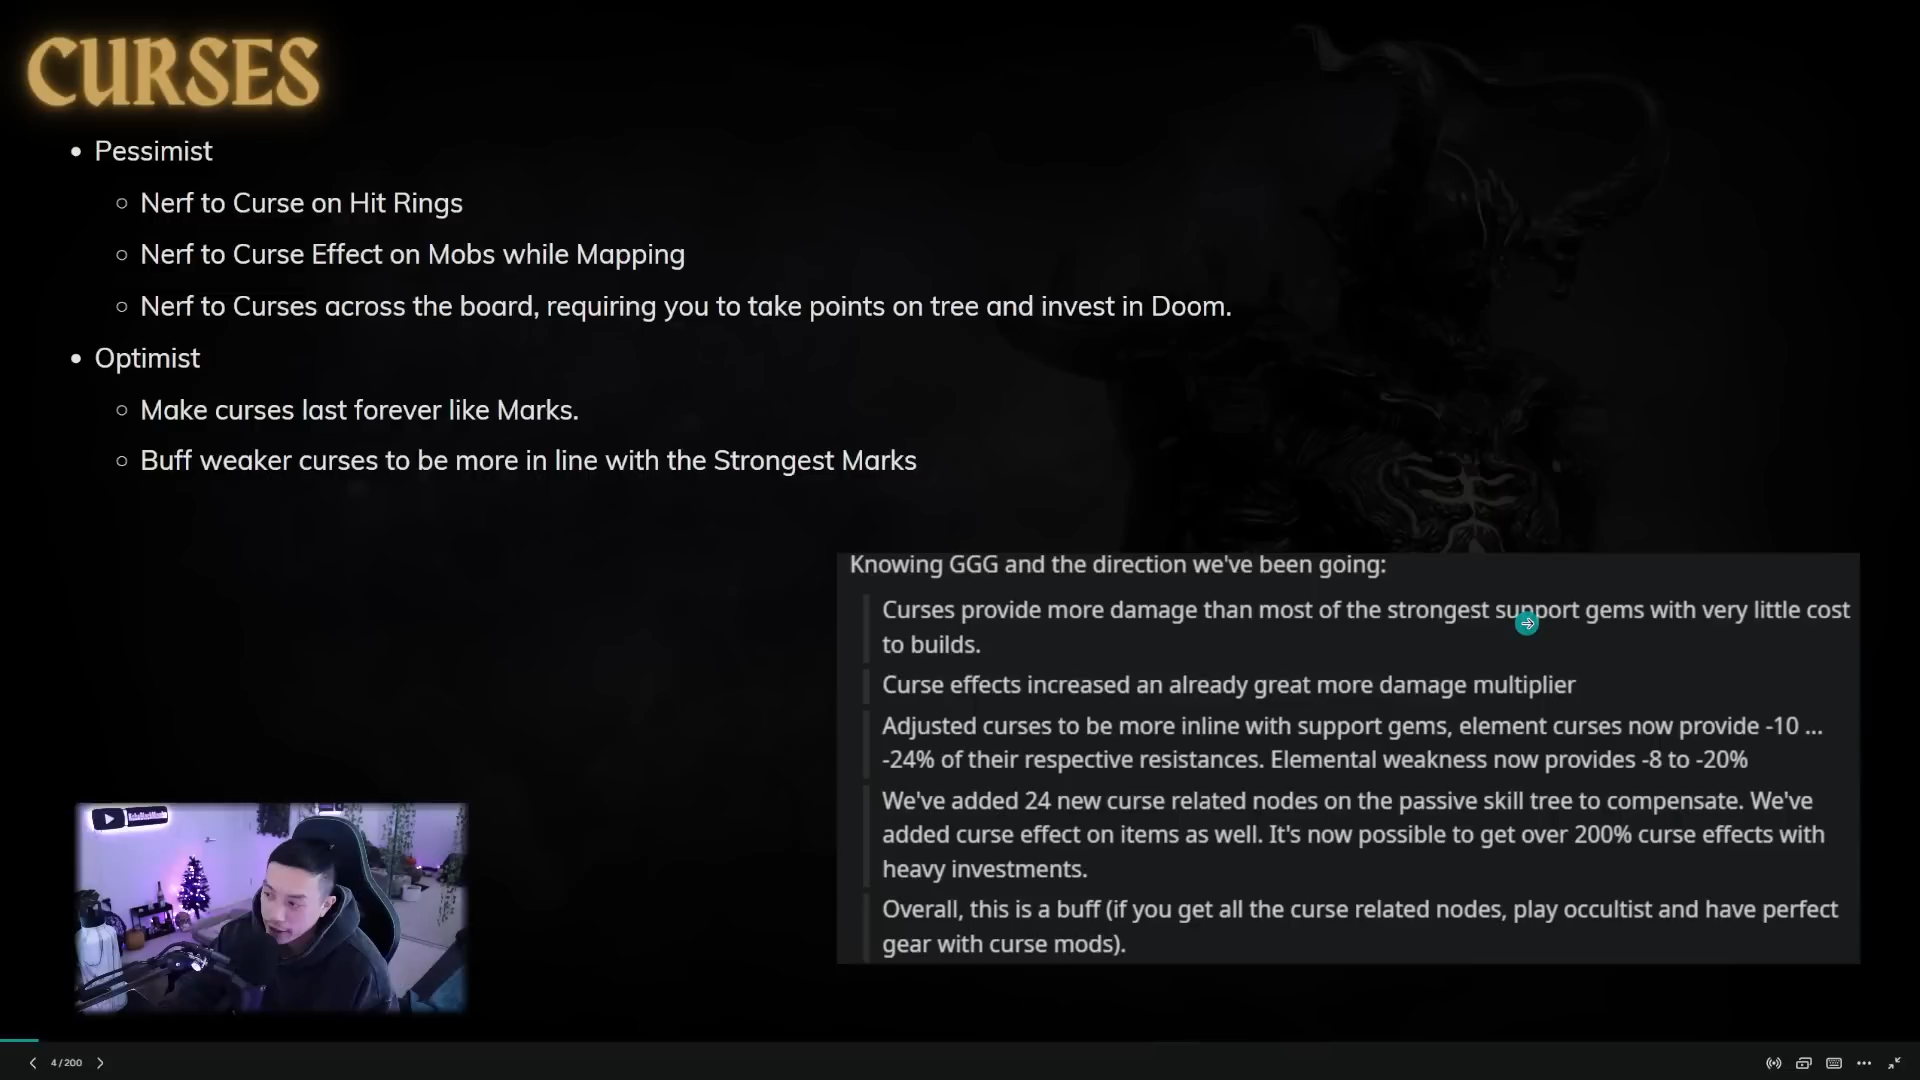 CURSES
Pessimist
Nerf to Curse on Hit Rings
Nerf to Curse Effect on Mobs while Mapping
Nerf to Curses across the board, requiring you to take points on tree and invest in Doom.
Optimist
Make curses last forever like Marks.
Buff weaker curses to be more in line with the Strongest Marks
Knowing GGG and the direction we've been going:
Curses provide more damage than most of the strongest support gems with very little cost
to builds.
Curse effects increased an already great more damage multiplier
Adjusted curses to be more inline with support gems, element curses now provide -10 ...
-24% of their respective resistances. Elemental weakness now provides -8 to -20%
We've added 24 new curse related nodes on the passive skill tree to compensate. We've
added curse effect on items as well. It's now possible to get over 200% curse effects with
heavy investments.
Overall, this is a buff (if you get all the curse related nodes, play occultist and have perfect
gear with curse mods).
4/200